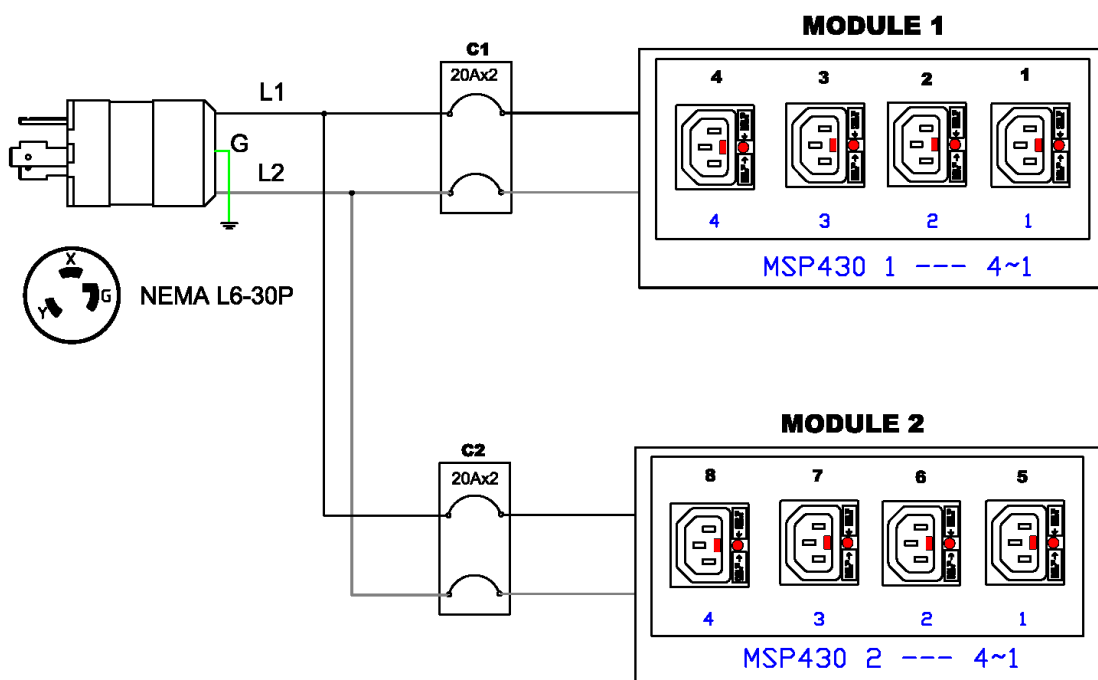 MODULE 1
C1
20Ax2
4 3 2 1
L1
G
L2
4 3 2 1
MSP430 1 --- 4~1
X
Y
G
NEMA L6-30P
MODULE 2
C2
20Ax2
8 7 6 5
4 3 2 1
MSP430 2 --- 4~1